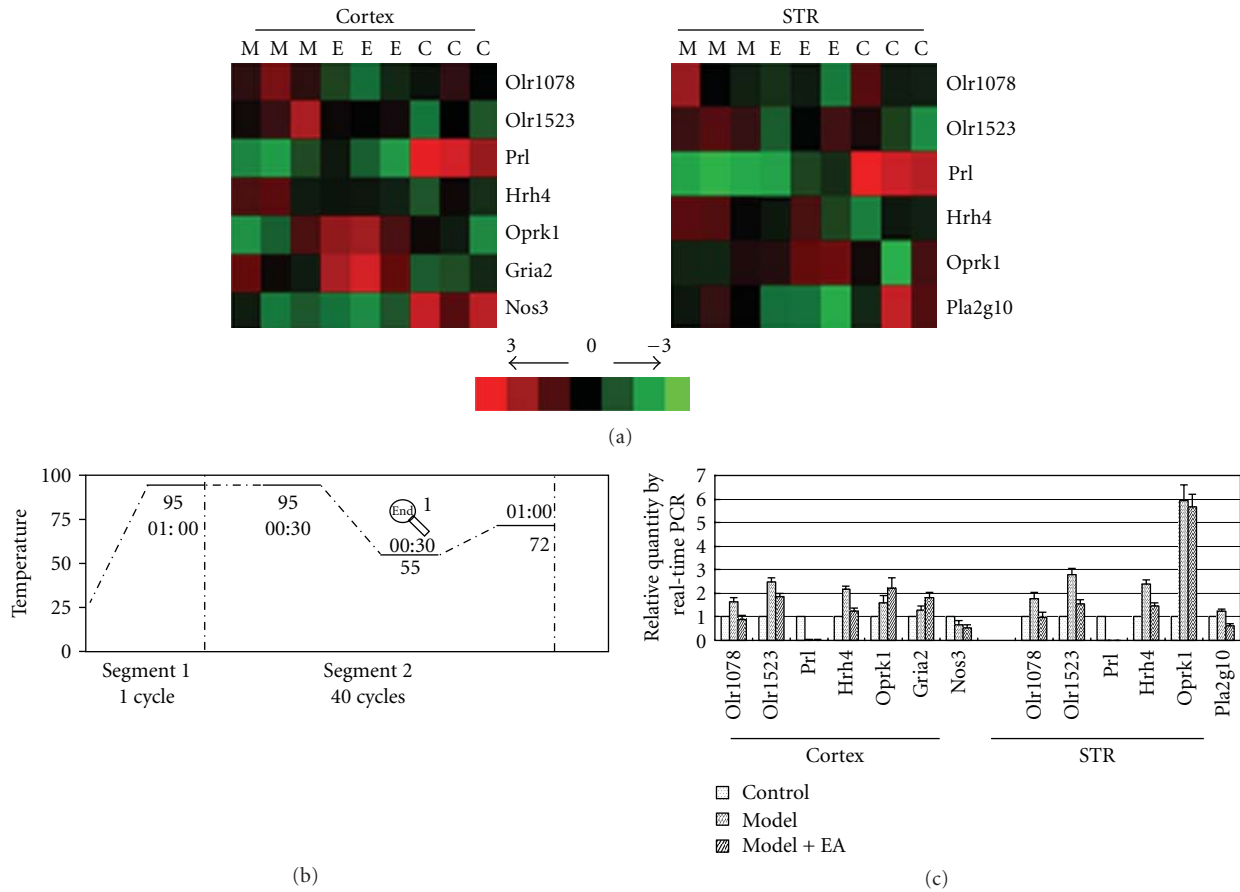 Cortex
M M M E E E C C C
Olr1078
Olr1523
Prl
Hrh4
Oprk1
Gria2
Nos3
STR
M M M E E E C C C
Olr1078
Olr1523
Prl
Hrh4
Oprk1
Pla2g10
3 0 −3
(a)
Temperature
100
75
50
25
0
95
01: 00
95
00:30
End 1
00:30
55
01:00
72
Segment 1
1 cycle
Segment 2
40 cycles
(b)
Relative quantity by
real-time PCR
7
6
5
4
3
2
1
0
Olr1078
Olr1523
Prl
Hrh4
Oprk1
Gria2
Nos3
Olr1078
Olr1523
Prl
Hrh4
Oprk1
Pla2g10
Cortex
STR
Control
Model
Model + EA
(c)